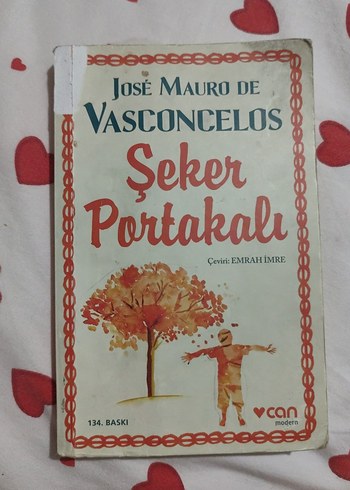 JOSÉ MAURO DE
VASCONCELOS
Şeker
Portakalı
Çeviri: EMRAH İMRE
134. BASKI
can
modern